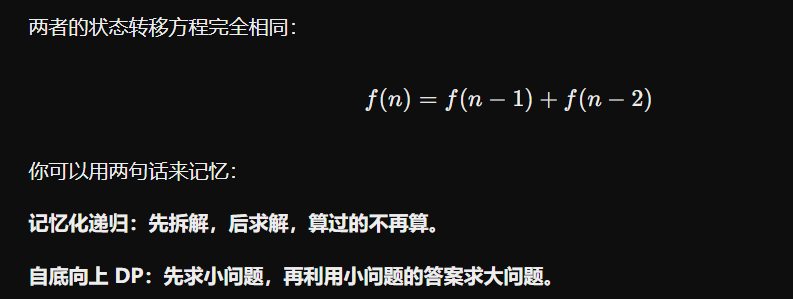 两者的状态转移方程完全相同：
f(n) = f(n − 1) + f(n − 2)
你可以用两句话来记忆：
记忆化递归：先拆解，后求解，算过的不再算。
自底向上 DP：先求小问题，再利用小问题的答案求大问题。